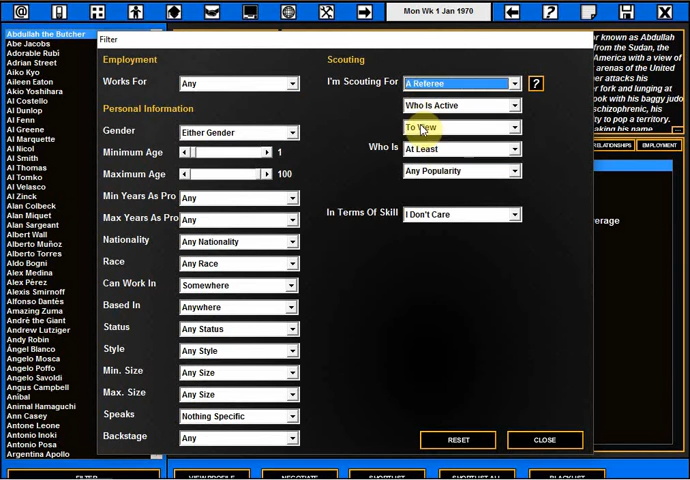 Mon Wk 1 Jan 1970
Abdullah the Butcher
Abe Jacobs
Adorable Rubi
Adrian Street
Aiko Kyo
Aileen Eaton
Akio Yoshihara
Al Costello
Al Dunlop
Al Fenn
Al Greene
Al Marquette
Al Nicol
Al Smith
Al Thomas
Al Tomko
Al Velasco
Al Zinck
Alan Colbeck
Alan Miquet
Alan Sargeant
Albert Wall
Alberto Muñoz
Alberto Torres
Aldo Bogni
Alex Medina
Alex Pérez
Alexis Smirnoff
Alfonso Dantés
Amazing Zuma
André the Giant
Andrew Lutziger
Andy Robin
Ángel Blanco
Angelo Mosca
Angelo Poffo
Angelo Savoldi
Angus Campbell
Anibal
Animal Hamaguchi
Ann Casey
Antone Leone
Antonio Inoki
Antonio Posa
Argentina Apollo
Filter
Employment
Works For Any
Personal Information
Gender Either Gender
Minimum Age 1
Maximum Age 100
Min Years As Pro Any
Max Years As Pro Any
Nationality Any Nationality
Race Any Race
Can Work In Somewhere
Based In Anywhere
Status Any Status
Style Any Style
Min. Size Any Size
Max. Size Any Size
Speaks Nothing Specific
Backstage Any
Scouting
I'm Scouting For A Referee ?
Who Is Active
To View
Who Is At Least
Any Popularity
In Terms Of Skill I Don't Care
RESET CLOSE
or known as Abdullah
from the Sudan, the
America with a view of
arenas of the United
er attacks his
r fork and lunging at
ook with his baggy judo
schizophrenic, his
ty to pop a territory.
aking his name
RELATIONSHIPS EMPLOYMENT
erage
FILTER VIEW PROFILE NEGOTIATE SHORTLIST SHORTLIST ALL BLACKLIST